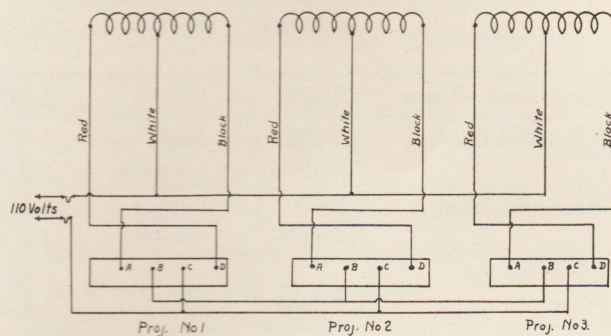 Red White Black Red White Black Red White Black
110 Volts
A B C D A B C D A B C D
Proj. No 1 Proj. No 2 Proj. No 3.